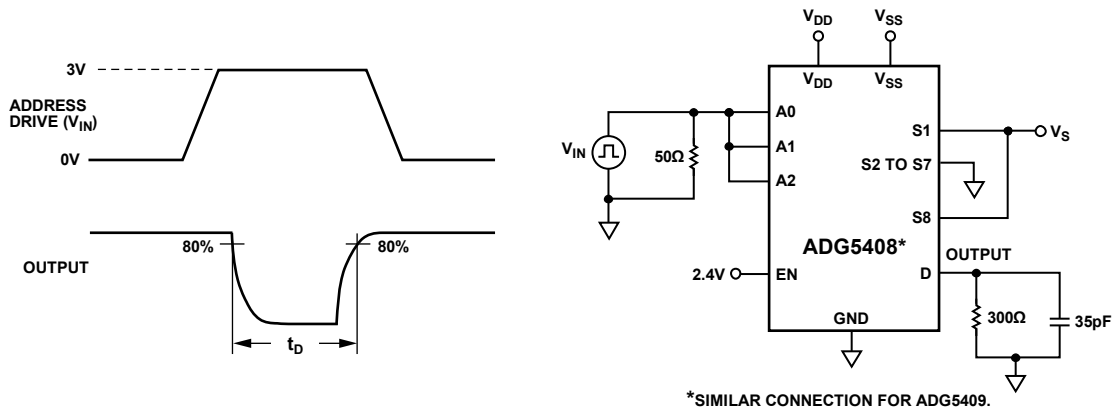 3V
ADDRESS
DRIVE (VIN)
0V
80%
80%
OUTPUT
tD
VDD
VSS
VDD
VSS
A0
A1
A2
VIN
50Ω
S1
VS
S2 TO S7
S8
ADG5408*
OUTPUT
2.4V
EN
D
GND
300Ω
35pF
*SIMILAR CONNECTION FOR ADG5409.